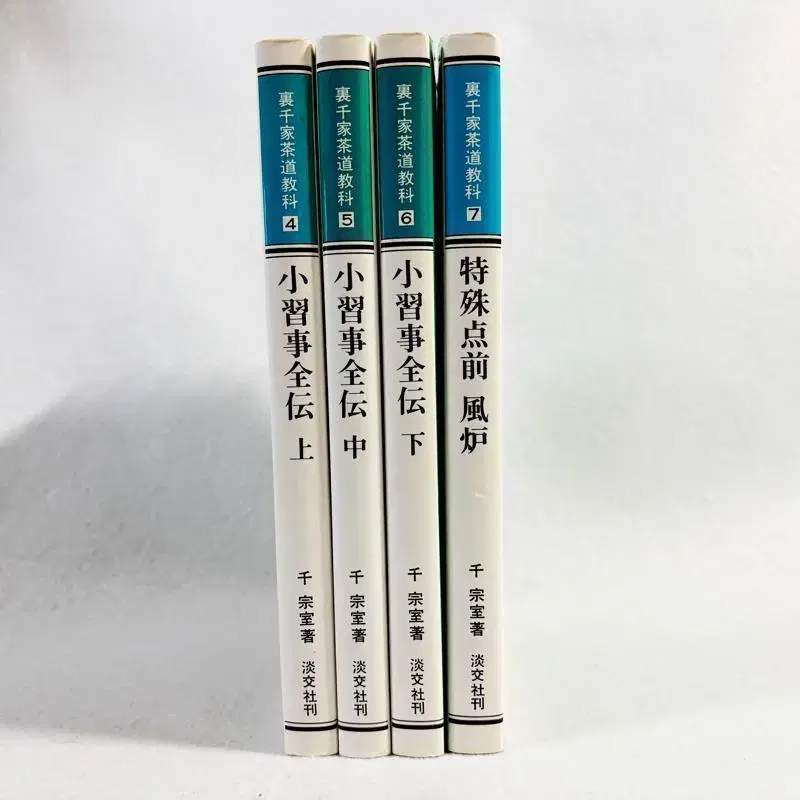 裏千家茶道教科 4
小習事全伝 上
千 宗室著
淡交社刊
裏千家茶道教科 5
小習事全伝 中
千 宗室著
淡交社刊
裏千家茶道教科 6
小習事全伝 下
千 宗室著
淡交社刊
裏千家茶道教科 7
特殊点前 風炉
千 宗室著
淡交社刊